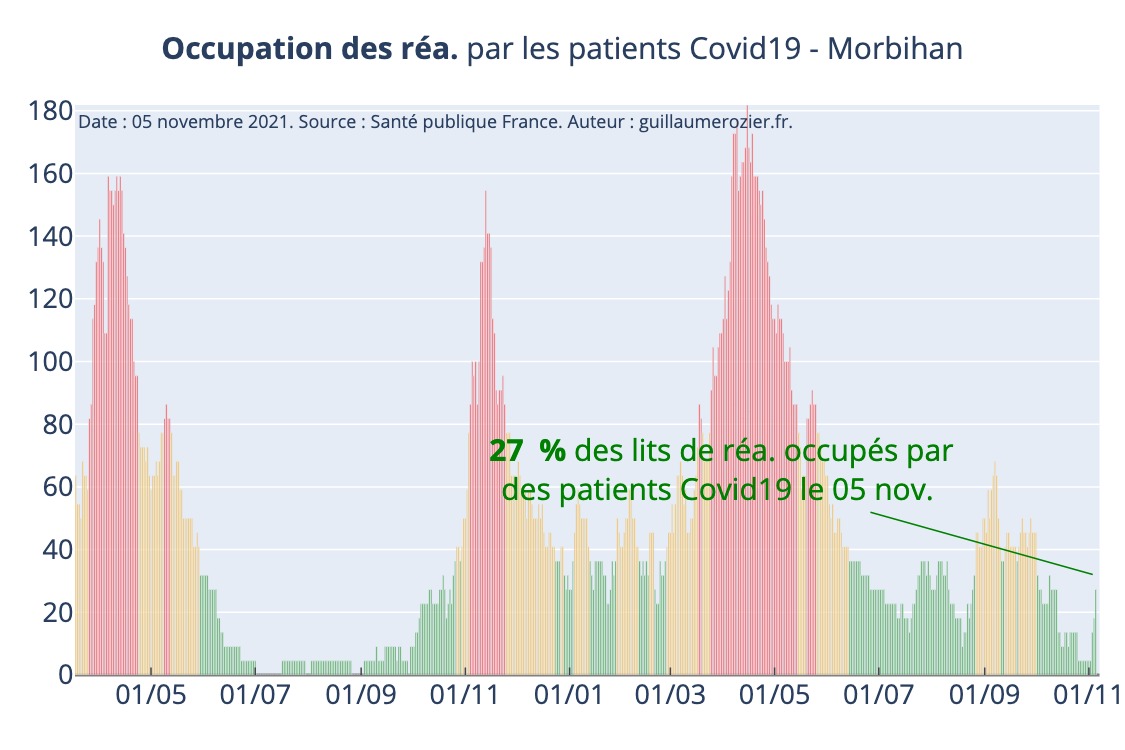 Occupation des réa. par les patients Covid19 - Morbihan
180
Date : 05 novembre 2021. Source : Santé publique France. Auteur : guillaumerozier.fr.
160
140
120
100
80
27 % des lits de réa. occupés par
des patients Covid19 le 05 nov.
60
40
20
0
01/05 01/07 01/09 01/11 01/01 01/03 01/05 01/07 01/09 01/11